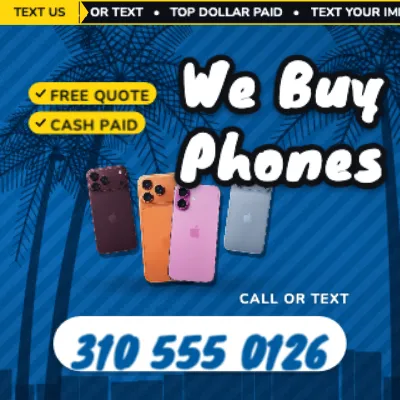 TEXT US
OR TEXT • TOP DOLLAR PAID • TEXT YOUR
We Buy
Phones
FREE QUOTE
CASH PAID
CALL OR TEXT
310 555 0126